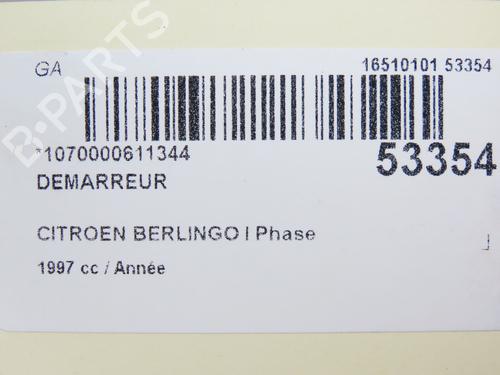 GA
16510101 53354
*1070000611344
53354
DEMARREUR
CITROEN BERLINGO I Phase
1997 cc / Année
B-PARTS